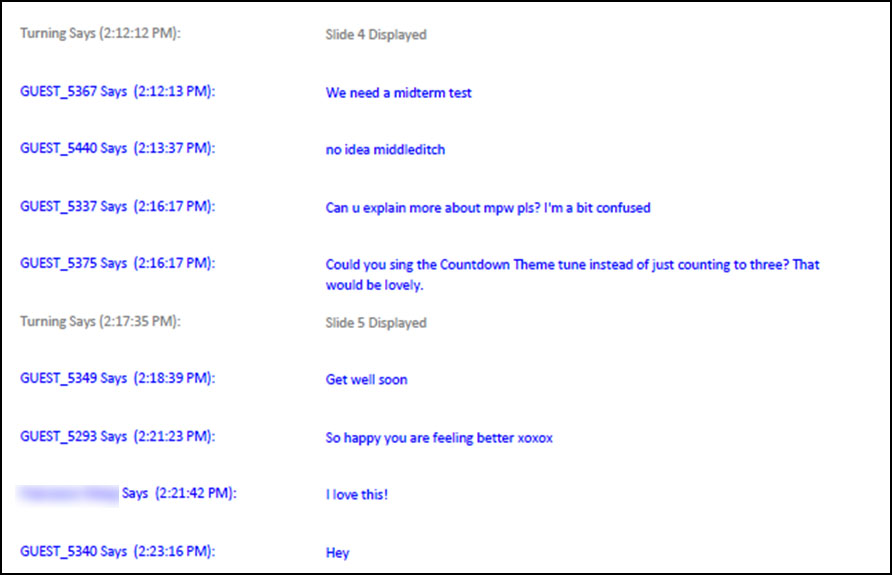 Turning Says (2:12:12 PM): Slide 4 Displayed
GUEST_5367 Says (2:12:13 PM): We need a midterm test
GUEST_5440 Says (2:13:37 PM): no idea middleditch
GUEST_5337 Says (2:16:17 PM): Can u explain more about mpw pls? I'm a bit confused
GUEST_5375 Says (2:16:17 PM): Could you sing the Countdown Theme tune instead of just counting to three? That
would be lovely.
Turning Says (2:17:35 PM): Slide 5 Displayed
GUEST_5349 Says (2:18:39 PM): Get well soon
GUEST_5293 Says (2:21:23 PM): So happy you are feeling better xoxox
Says (2:21:42 PM): I love this!
GUEST_5340 Says (2:23:16 PM): Hey